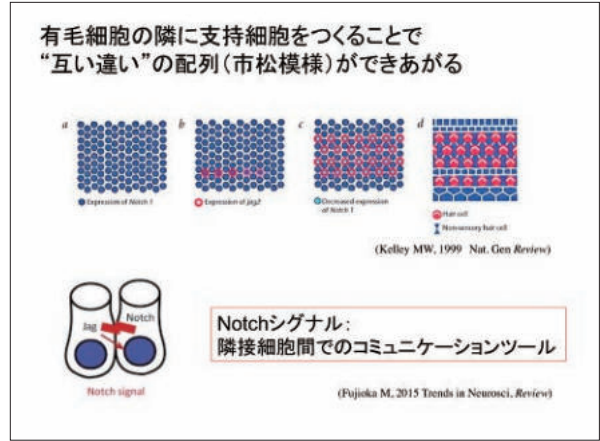 有毛細胞の隣に支持細胞をつくることで
“互い違い”の配列（市松模様）ができあがる
a b c d
Expression of Notch 1
Expression of Jag2
Decreased expression
of Notch 1
Hair cell
Non-sensory hair cell
(Kelley MW, 1999 Nat. Gen Review)
Jag
Notch
Notch signal
Notchシグナル：
隣接細胞間でのコミュニケーションツール
(Fujioka M, 2015 Trends in Neurosci, Review)